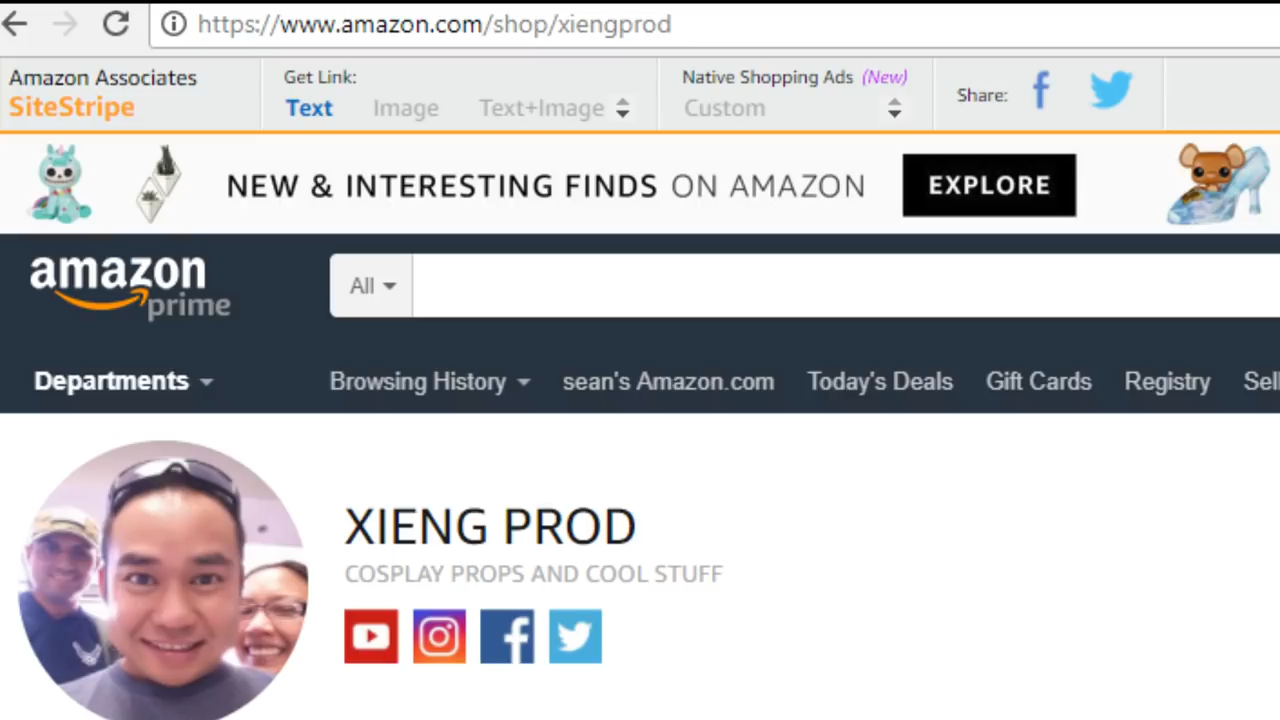 https://www.amazon.com/shop/xiengprod
Amazon Associates
SiteStripe
Get Link:
Text Image Text+Image
Native Shopping Ads (New)
Custom
Share:
NEW & INTERESTING FINDS ON AMAZON EXPLORE
amazon prime
All
Departments Browsing History sean's Amazon.com Today's Deals Gift Cards Registry Sell
XIENG PROD
COSPLAY PROPS AND COOL STUFF